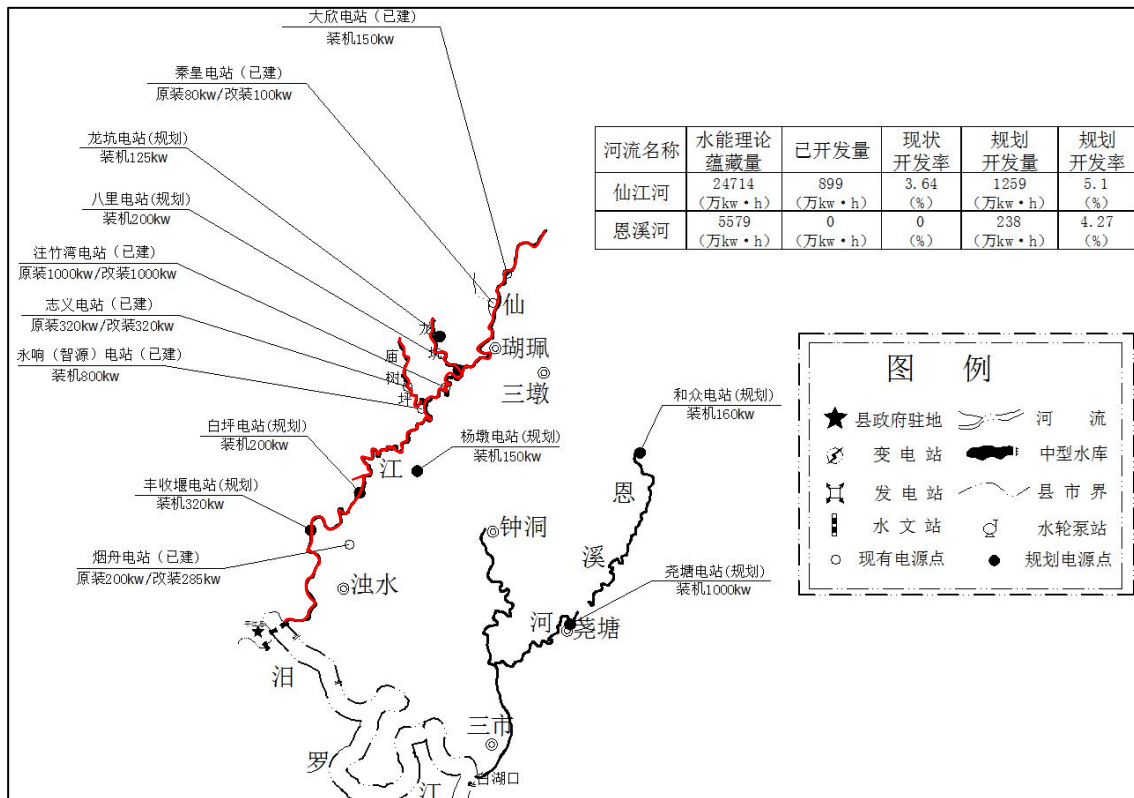 大欣电站（已建）
装机150kw
秦皇电站（已建）
原装80kw/改装100kw
龙坑电站(规划)
装机125kw
八里电站(规划)
装机200kw
注竹湾电站（已建）
原装1000kw/改装1000kw
志义电站（已建）
原装320kw/改装320kw
永响（智源）电站（已建）
装机800kw
白坪电站(规划)
装机200kw
杨墩电站(规划)
装机150kw
丰收堰电站(规划)
装机320kw
烟舟电站（已建）
原装200kw/改装285kw
和众电站(规划)
装机160kw
尧塘电站(规划)
装机1000kw
河流名称 水能理论蕴藏量 已开发量 现状开发率 规划开发量 规划开发率
仙江河 24714（万kw·h） 899（万kw·h） 3.64（%） 1259（万kw·h） 5.1（%）
恩溪河 5579（万kw·h） 0（万kw·h） 0（%） 238（万kw·h） 4.27（%）
仙
瑚珮
三墩
龙
坑
庙
树
坪
江
钟洞
浊水
恩
溪
河
尧塘
三市
白湖口
汨
罗
江
图 例
县政府驻地
河 流
变 电 站
中型水库
发 电 站
县 市 界
水 文 站
水轮泵站
现有电源点
规划电源点